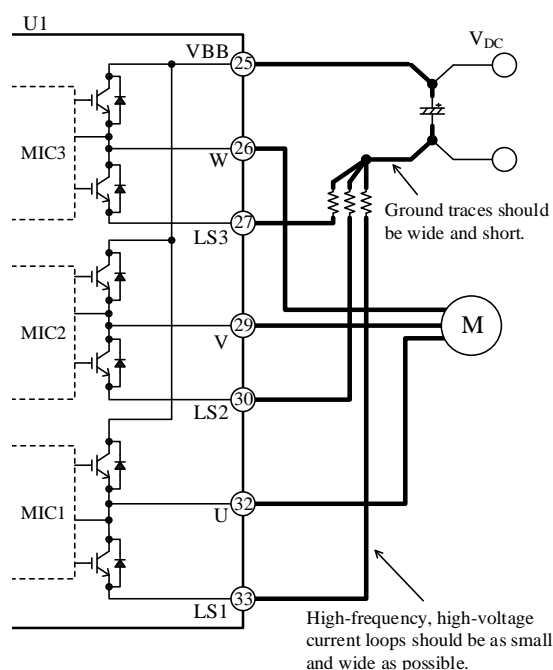 U1
VBB
25
V_DC
MIC3
W
26
LS3
27
Ground traces should
be wide and short.
MIC2
V
29
M
LS2
30
MIC1
U
32
LS1
33
High-frequency, high-voltage
current loops should be as small
and wide as possible.